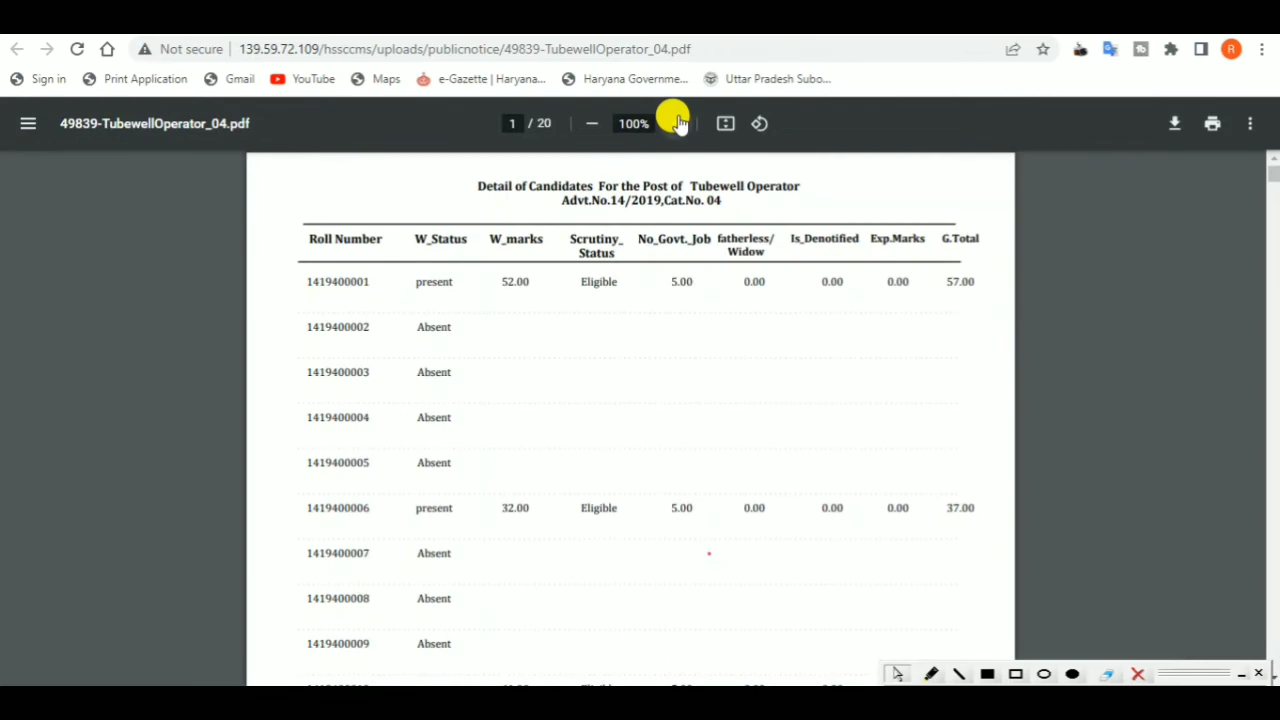 Not secure 139.59.72.109/hssccms/uploads/publicnotice/49839-TubewellOperator_04.pdf R
Sign in Print Application Gmail YouTube Maps e-Gazette | Haryana... Haryana Governme... Uttar Pradesh Subo...
49839-TubewellOperator_04.pdf 1 / 20 100%
Detail of Candidates For the Post of Tubewell Operator
Advt.No.14/2019,Cat.No. 04
Roll Number W_Status W_marks Scrutiny_ No_Govt._Job fatherless/ Is_Denotified Exp.Marks G.Total
Status Widow
1419400001 present 52.00 Eligible 5.00 0.00 0.00 0.00 57.00
1419400002 Absent
1419400003 Absent
1419400004 Absent
1419400005 Absent
1419400006 present 32.00 Eligible 5.00 0.00 0.00 0.00 37.00
1419400007 Absent
1419400008 Absent
1419400009 Absent